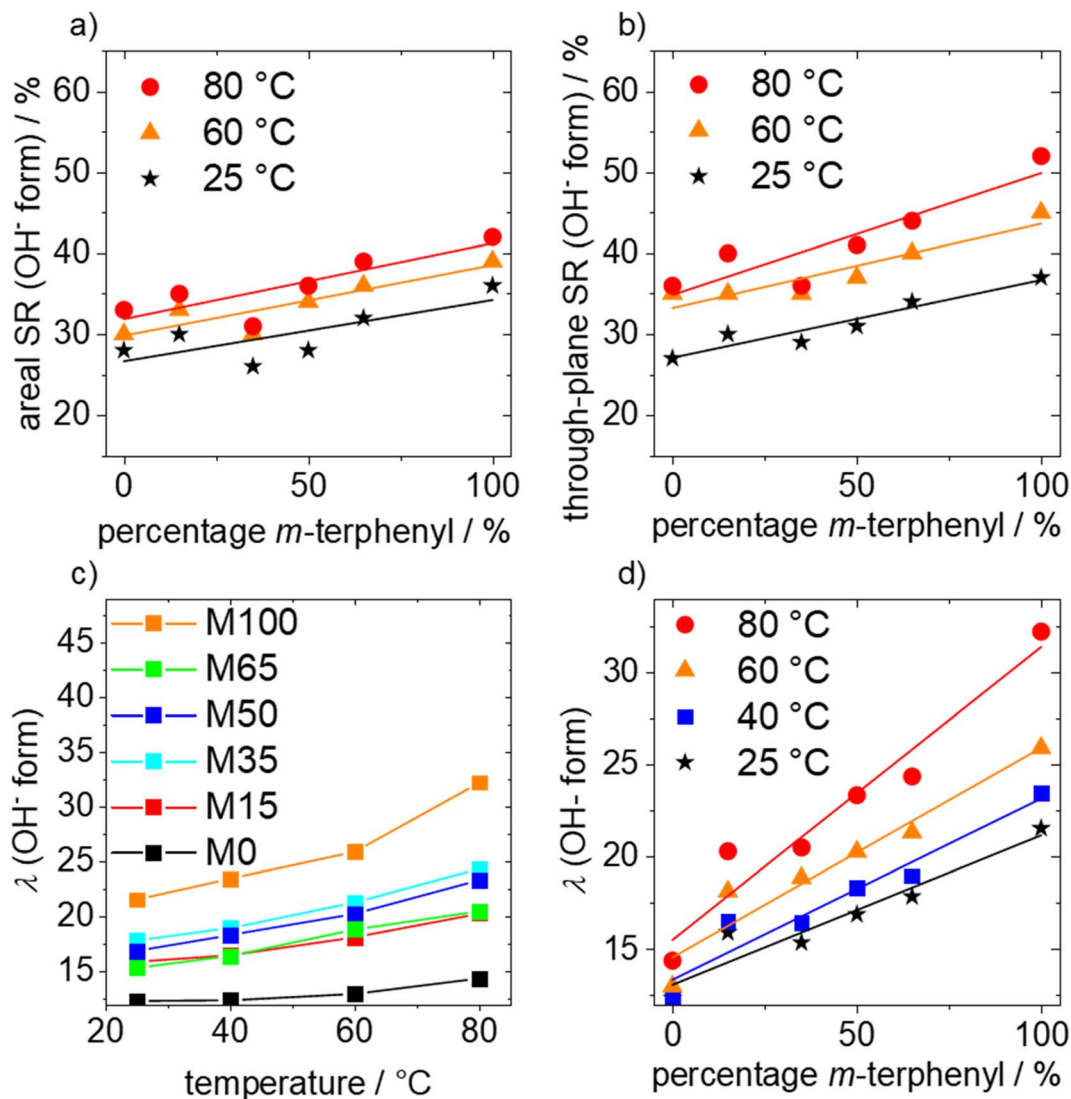 a)
areal SR (OH⁻ form) / %
60
50
40
30
20
80 °C
60 °C
25 °C
0
50
100
percentage m-terphenyl / %
b)
through-plane SR (OH⁻ form) / %
60
50
40
30
20
80 °C
60 °C
25 °C
0
50
100
percentage m-terphenyl / %
c)
λ (OH⁻ form)
45
40
35
30
25
20
15
M100
M65
M50
M35
M15
M0
20
40
60
80
temperature / °C
d)
λ (OH- form)
30
25
20
15
80 °C
60 °C
40 °C
25 °C
0
50
100
percentage m-terphenyl / %